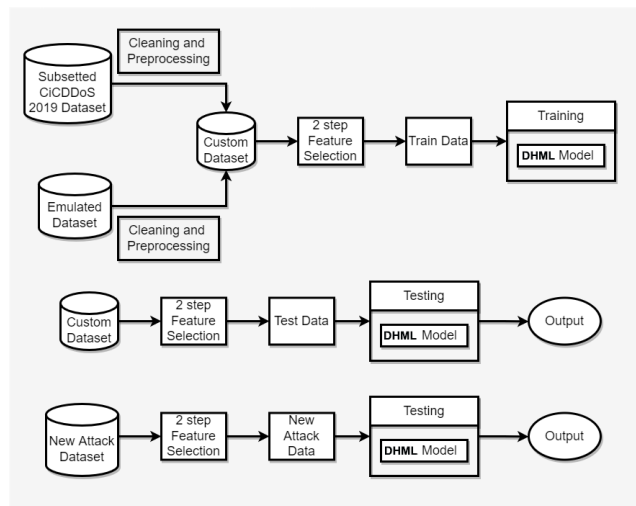 Cleaning and
Preprocessing
Subsetted
CiCDDoS
2019 Dataset
Custom
Dataset
2 step
Feature
Selection
Train Data
Training
DHML Model
Emulated
Dataset
Cleaning and
Preprocessing
Custom
Dataset
2 step
Feature
Selection
Test Data
Testing
DHML Model
Output
New Attack
Dataset
2 step
Feature
Selection
New
Attack
Data
Testing
DHML Model
Output